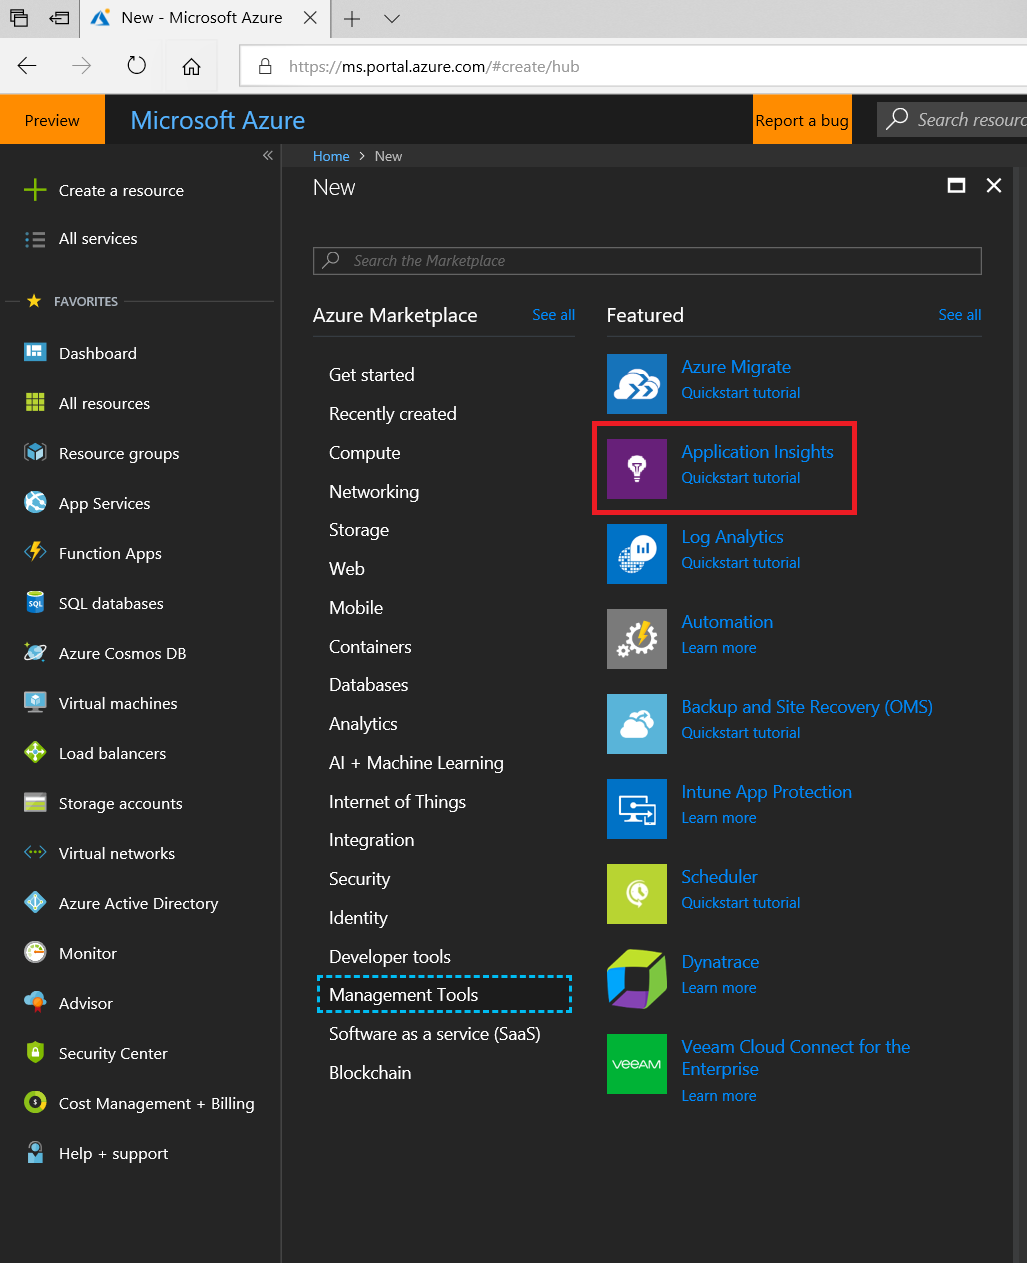 New - Microsoft Azure
https://ms.portal.azure.com/#create/hub
Preview
Microsoft Azure
Report a bug
Search resourc
Home > New
New
Create a resource
All services
FAVORITES
Dashboard
All resources
Resource groups
App Services
Function Apps
SQL
SQL databases
Azure Cosmos DB
Virtual machines
Load balancers
Storage accounts
Virtual networks
Azure Active Directory
Monitor
Advisor
Security Center
Cost Management + Billing
Help + support
Search the Marketplace
Azure Marketplace
See all
Get started
Recently created
Compute
Networking
Storage
Web
Mobile
Containers
Databases
Analytics
AI + Machine Learning
Internet of Things
Integration
Security
Identity
Developer tools
Management Tools
Software as a service (SaaS)
Blockchain
Featured
See all
Azure Migrate
Quickstart tutorial
Application Insights
Quickstart tutorial
Log Analytics
Quickstart tutorial
Automation
Learn more
Backup and Site Recovery (OMS)
Quickstart tutorial
Intune App Protection
Learn more
Scheduler
Quickstart tutorial
Dynatrace
Learn more
veeAM
Veeam Cloud Connect for the
Enterprise
Learn more